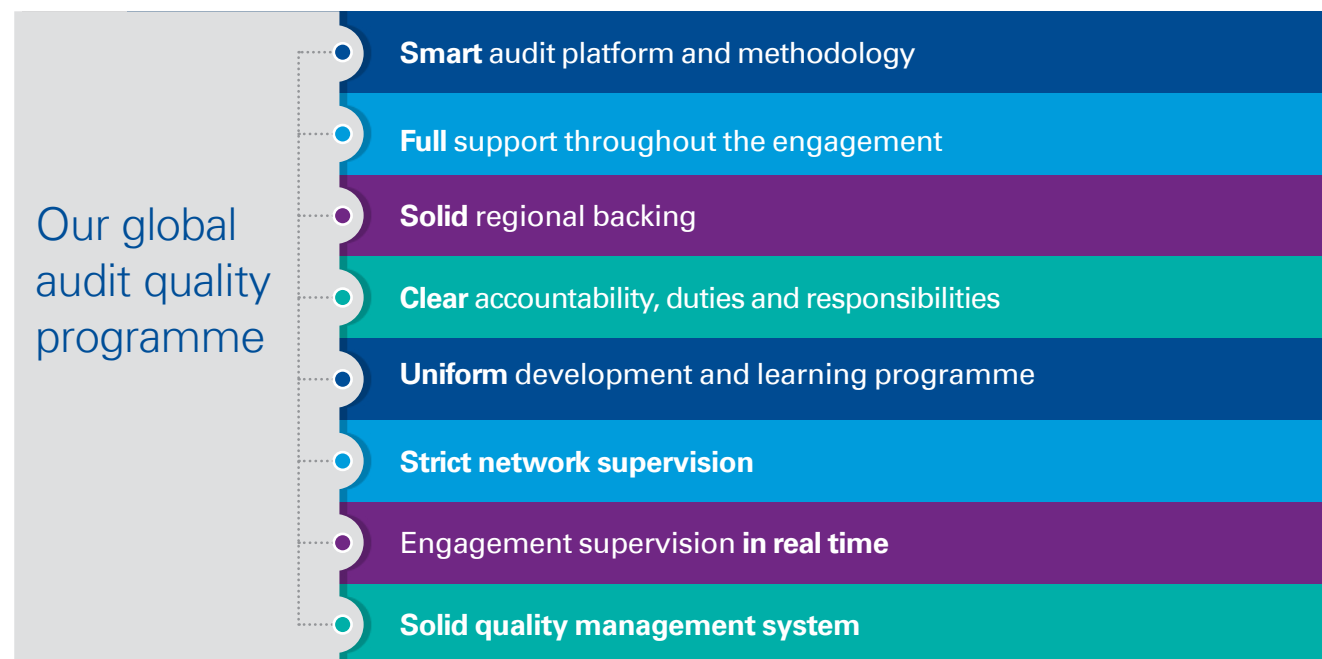 Our global
audit quality
programme
Smart audit platform and methodology
Full support throughout the engagement
Solid regional backing
Clear accountability, duties and responsibilities
Uniform development and learning programme
Strict network supervision
Engagement supervision in real time
Solid quality management system